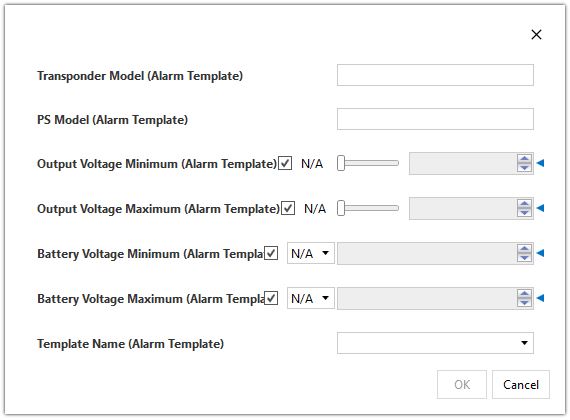 Transponder Model (Alarm Template)
PS Model (Alarm Template)
Output Voltage Minimum (Alarm Template) N/A
Output Voltage Maximum (Alarm Template) N/A
Battery Voltage Minimum (Alarm Templa N/A
Battery Voltage Maximum (Alarm Templa N/A
Template Name (Alarm Template)
OK Cancel